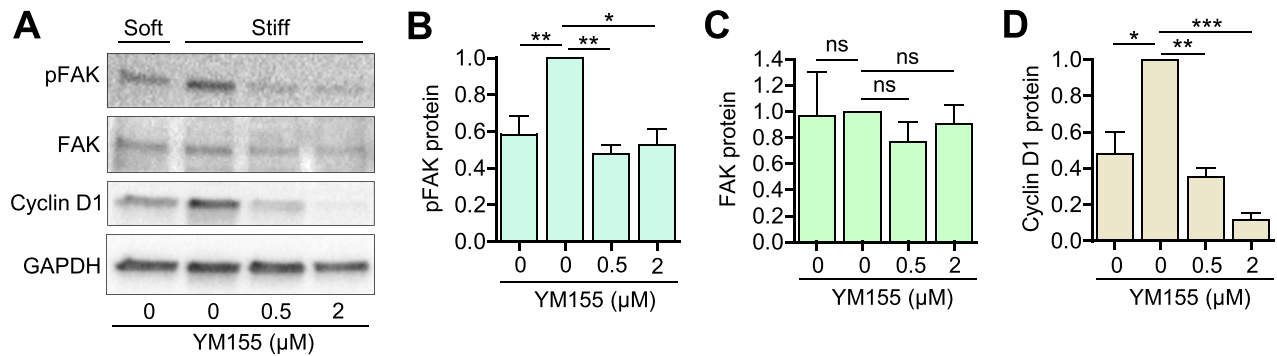 A
Soft
Stiff
pFAK
FAK
Cyclin D1
GAPDH
0 0 0.5 2
YM155 (µM)
B
*
** **
pFAK protein
1.0
0.8
0.6
0.4
0.2
0.0
0 0 0.5 2
YM155 (µM)
C
ns ns
ns
FAK protein
1.4
1.2
1.0
0.8
0.6
0.4
0.2
0.0
0 0 0.5 2
YM155 (µM)
D
***
* **
Cyclin D1 protein
1.0
0.8
0.6
0.4
0.2
0.0
0 0 0.5 2
YM155 (µM)